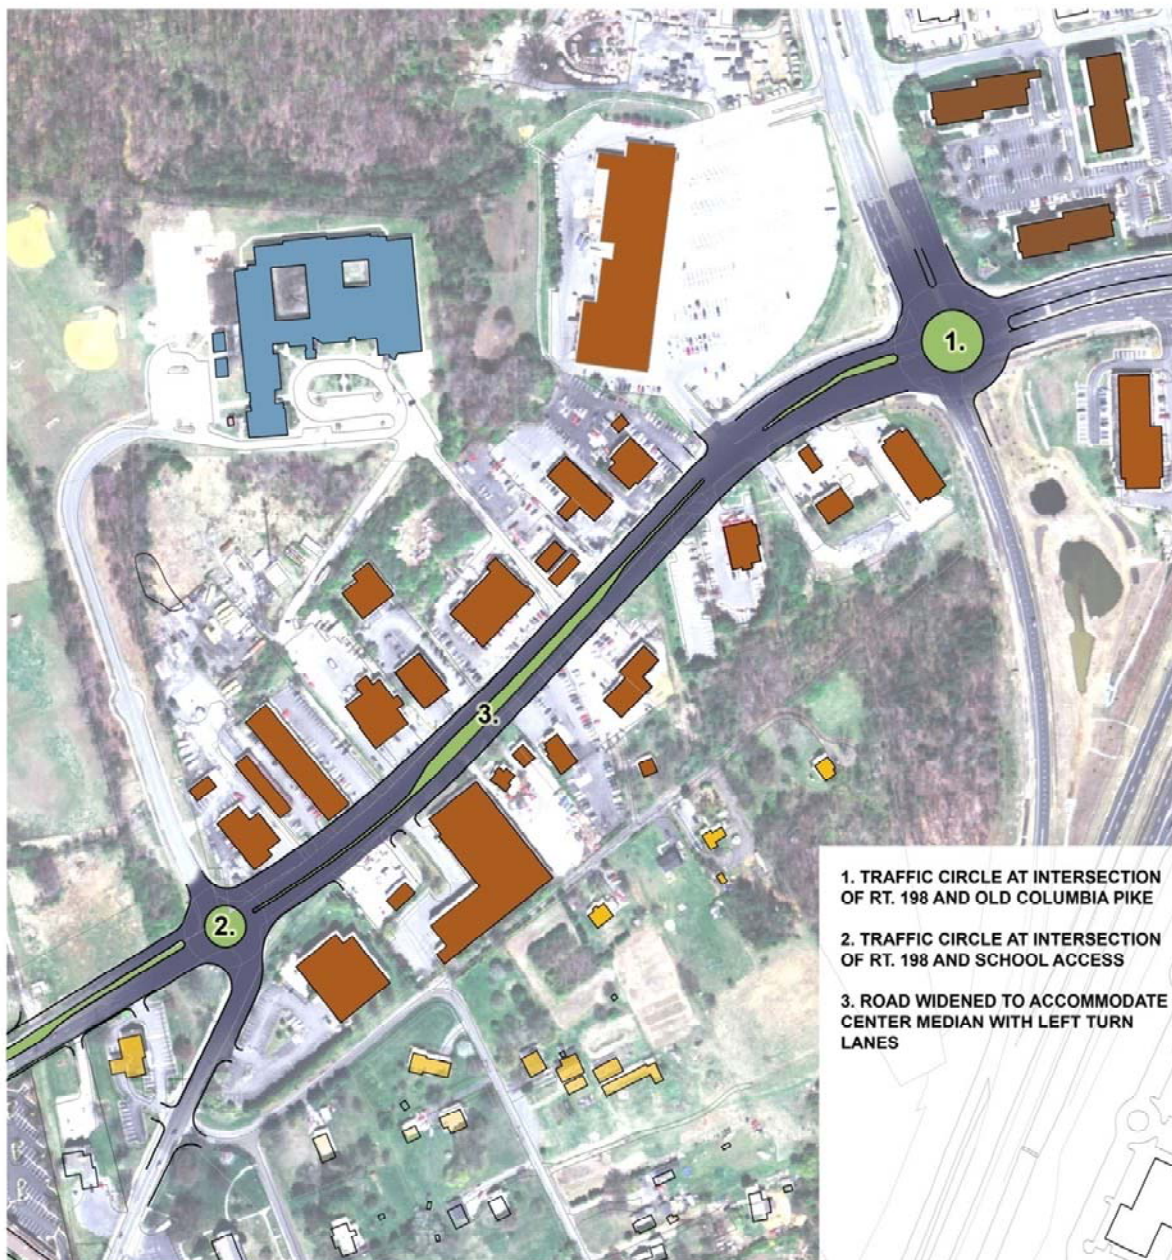 1.
3.
2.
1. TRAFFIC CIRCLE AT INTERSECTION
OF RT. 198 AND OLD COLUMBIA PIKE
2. TRAFFIC CIRCLE AT INTERSECTION
OF RT. 198 AND SCHOOL ACCESS
3. ROAD WIDENED TO ACCOMMODATE
CENTER MEDIAN WITH LEFT TURN
LANES